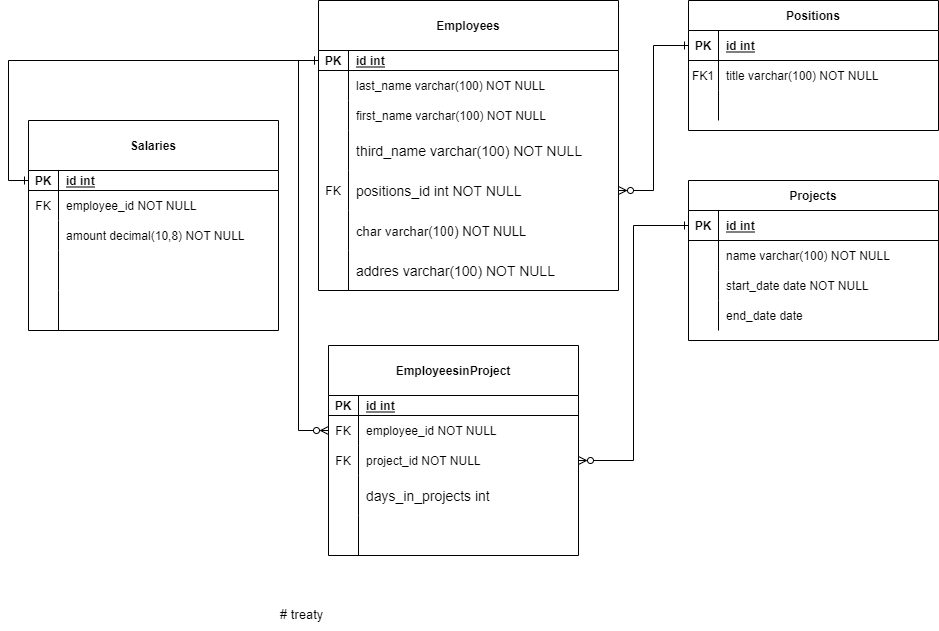 Employees
PK id int
last_name varchar(100) NOT NULL
first_name varchar(100) NOT NULL
third_name varchar(100) NOT NULL
FK positions_id int NOT NULL
char varchar(100) NOT NULL
addres varchar(100) NOT NULL
Positions
PK id int
FK1 title varchar(100) NOT NULL
Salaries
PK id int
FK employee_id NOT NULL
amount decimal(10,8) NOT NULL
Projects
PK id int
name varchar(100) NOT NULL
start_date date NOT NULL
end_date date
EmployeesinProject
PK id int
FK employee_id NOT NULL
FK project_id NOT NULL
days_in_projects int
# treaty